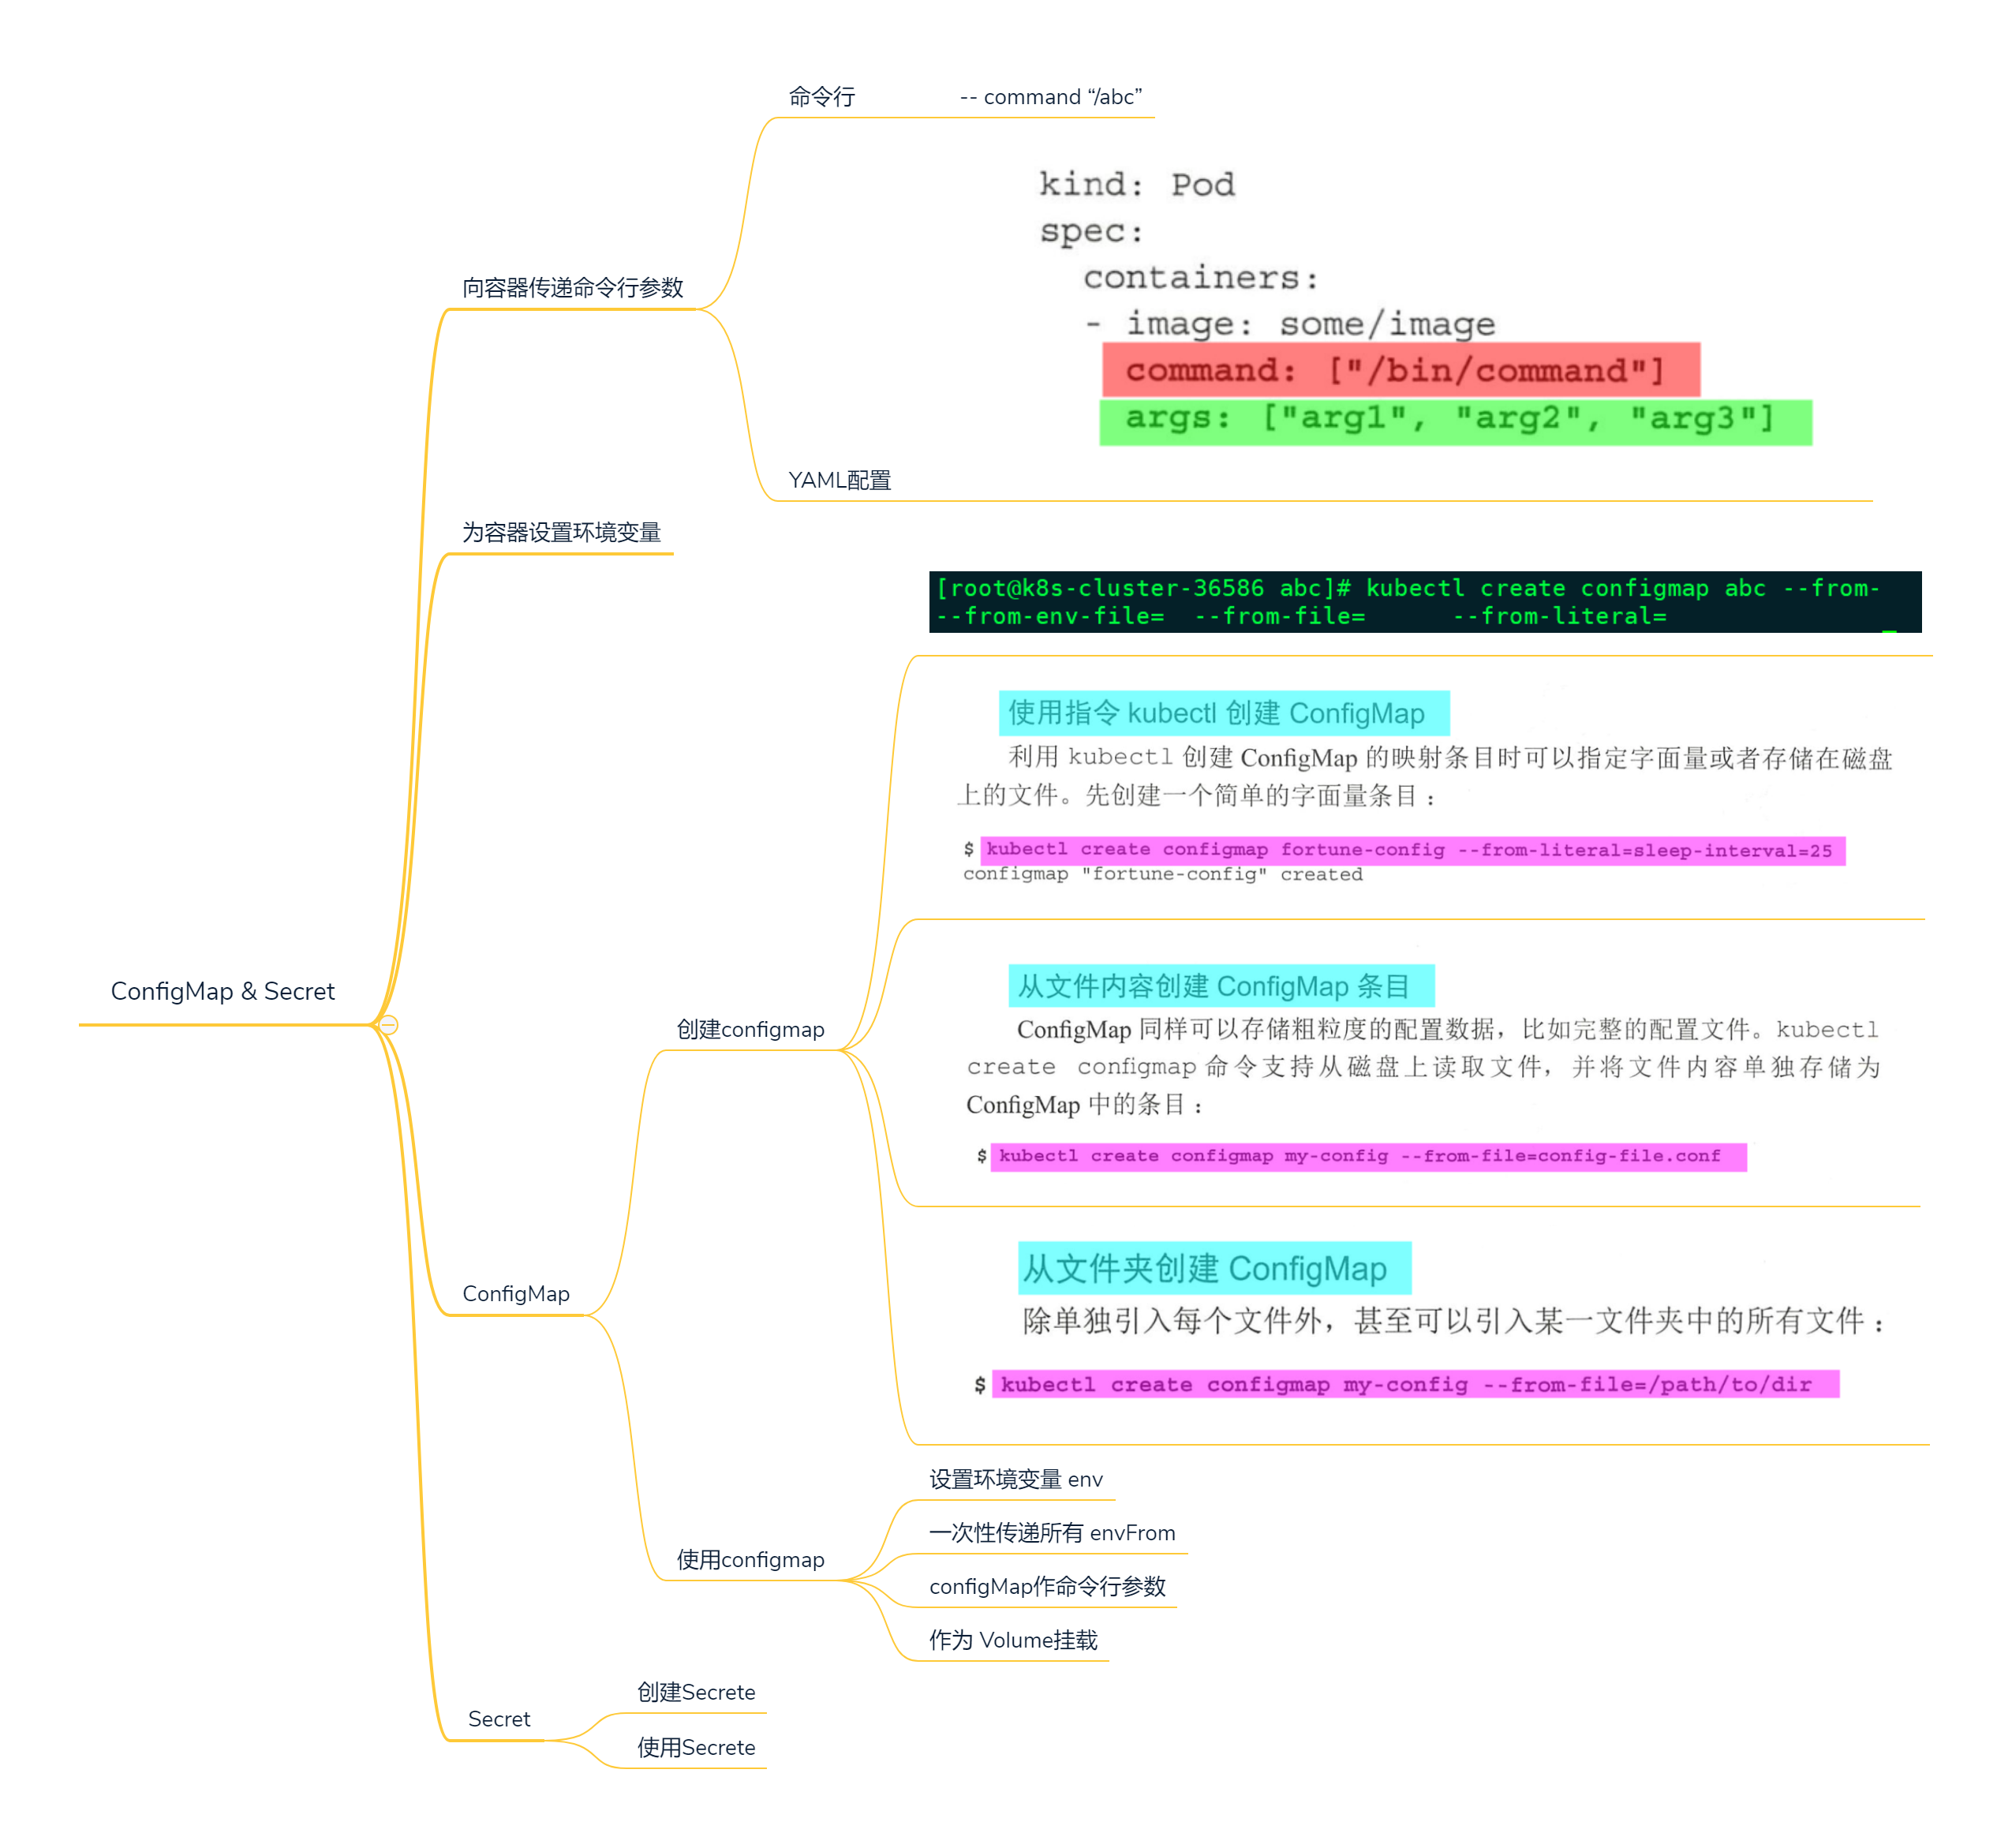 ConfigMap & Secret
向容器传递命令行参数
命令行
-- command “/abc”
YAML配置
kind: Pod
spec:
containers:
- image: some/image
command: ["/bin/command"]
args: ["arg1", "arg2", "arg3"]
为容器设置环境变量
ConfigMap
创建configmap
[root@k8s-cluster-36586 abc]# kubectl create configmap abc --from-
--from-env-file= --from-file= --from-literal=
使用指令 kubectl 创建 ConfigMap
利用 kubectl 创建 ConfigMap 的映射条目时可以指定字面量或者存储在磁盘
上的文件。先创建一个简单的字面量条目：
$ kubectl create configmap fortune-config --from-literal=sleep-interval=25
configmap "fortune-config" created
从文件内容创建 ConfigMap 条目
ConfigMap 同样可以存储粗粒度的配置数据，比如完整的配置文件。kubectl
create configmap 命令支持从磁盘上读取文件，并将文件内容单独存储为
ConfigMap 中的条目：
$ kubectl create configmap my-config --from-file=config-file.conf
从文件夹创建 ConfigMap
除单独引入每个文件外，甚至可以引入某一文件夹中的所有文件：
$ kubectl create configmap my-config --from-file=/path/to/dir
使用configmap
设置环境变量 env
一次性传递所有 envFrom
configMap作命令行参数
作为 Volume挂载
Secret
创建Secrete
使用Secrete